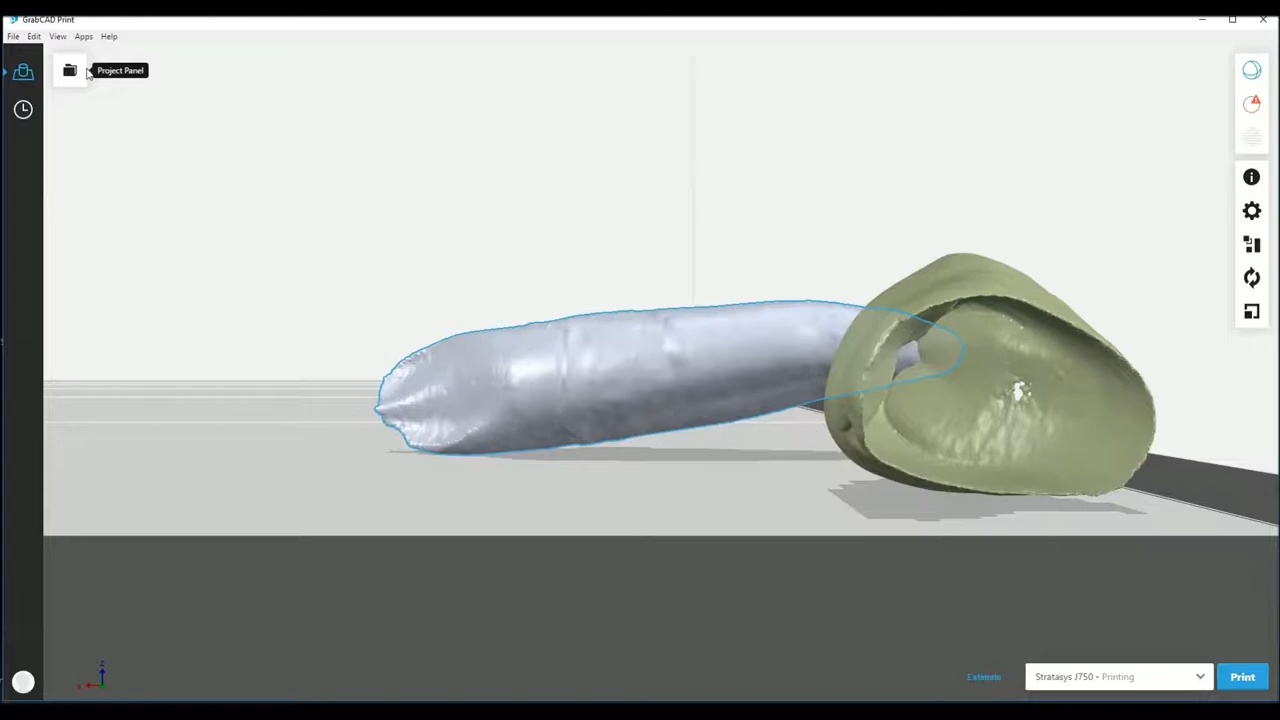 GrabCAD Print
File Edit View Apps Help
Project Panel
Estimate
Stratasys J750 • Printing
Print